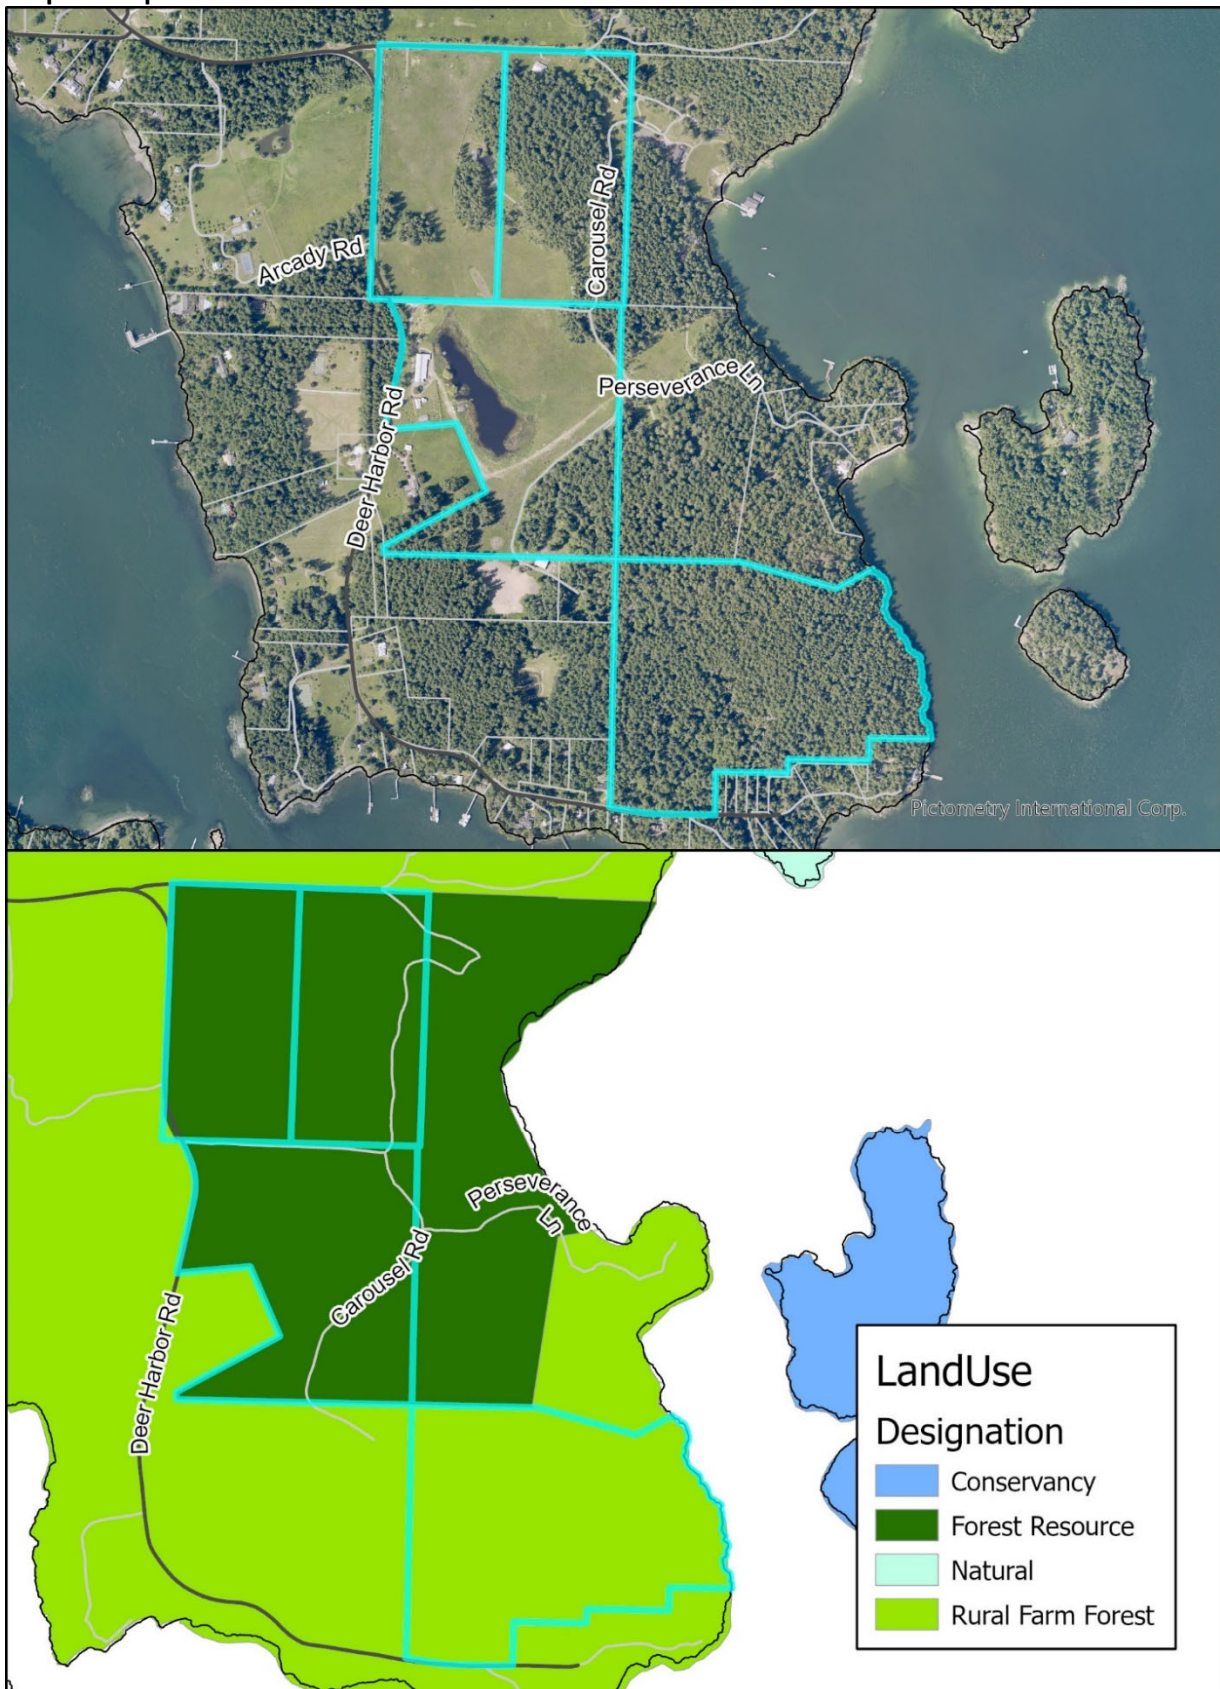 Arcady Rd
Carousel Rd
Perseverance
Ln
Deer Harbor Rd
Pictometry International Corp.
Perseverance
Ln
Carousel Rd
Deer Harbor Rd
LandUse
Designation
Conservancy
Forest Resource
Natural
Rural Farm Forest